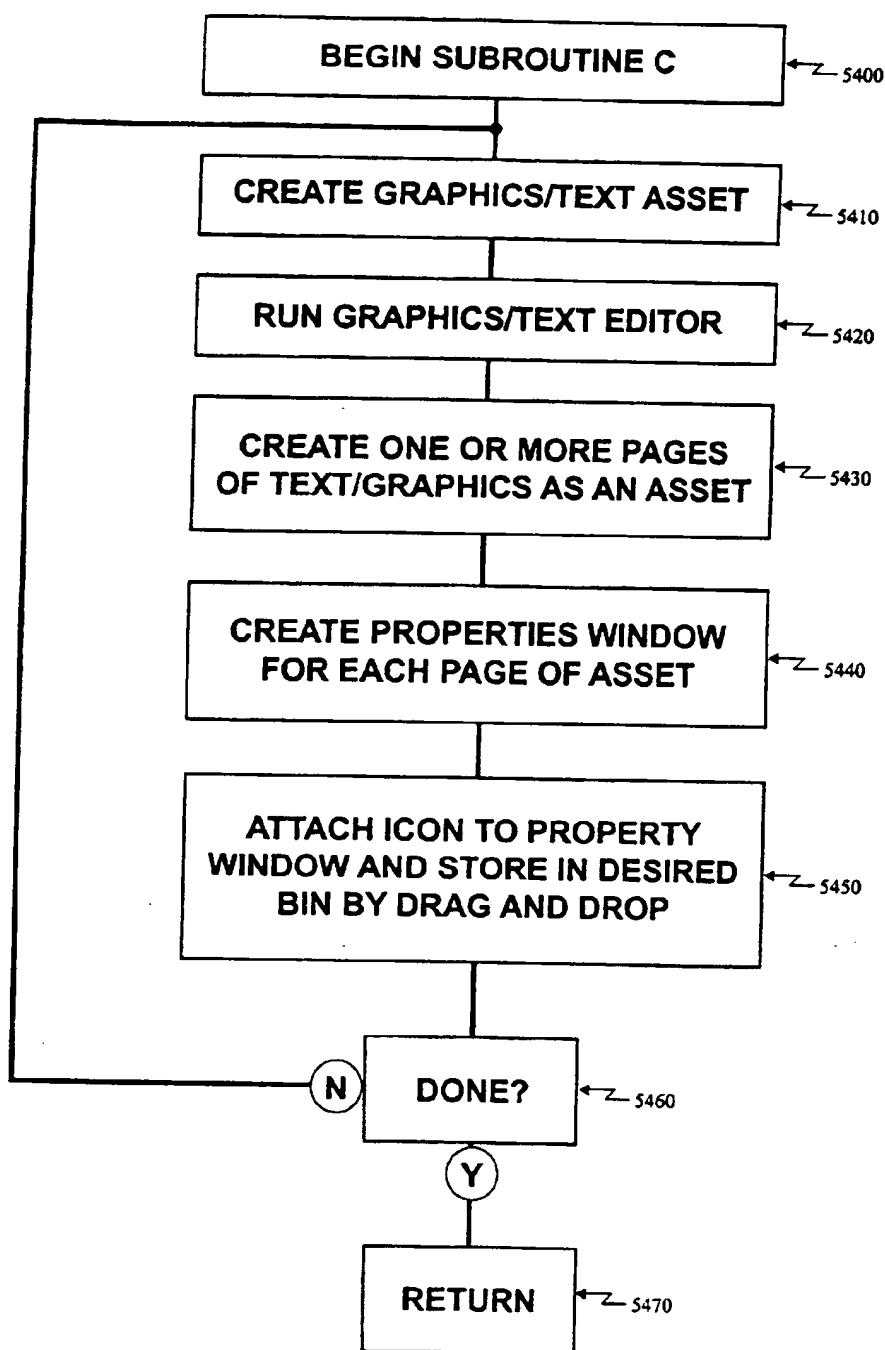 BEGIN SUBROUTINE C
5400
CREATE GRAPHICS/TEXT ASSET
5410
RUN GRAPHICS/TEXT EDITOR
5420
CREATE ONE OR MORE PAGES
OF TEXT/GRAPHICS AS AN ASSET
5430
CREATE PROPERTIES WINDOW
FOR EACH PAGE OF ASSET
5440
ATTACH ICON TO PROPERTY
WINDOW AND STORE IN DESIRED
BIN BY DRAG AND DROP
5450
N
DONE?
5460
Y
RETURN
5470